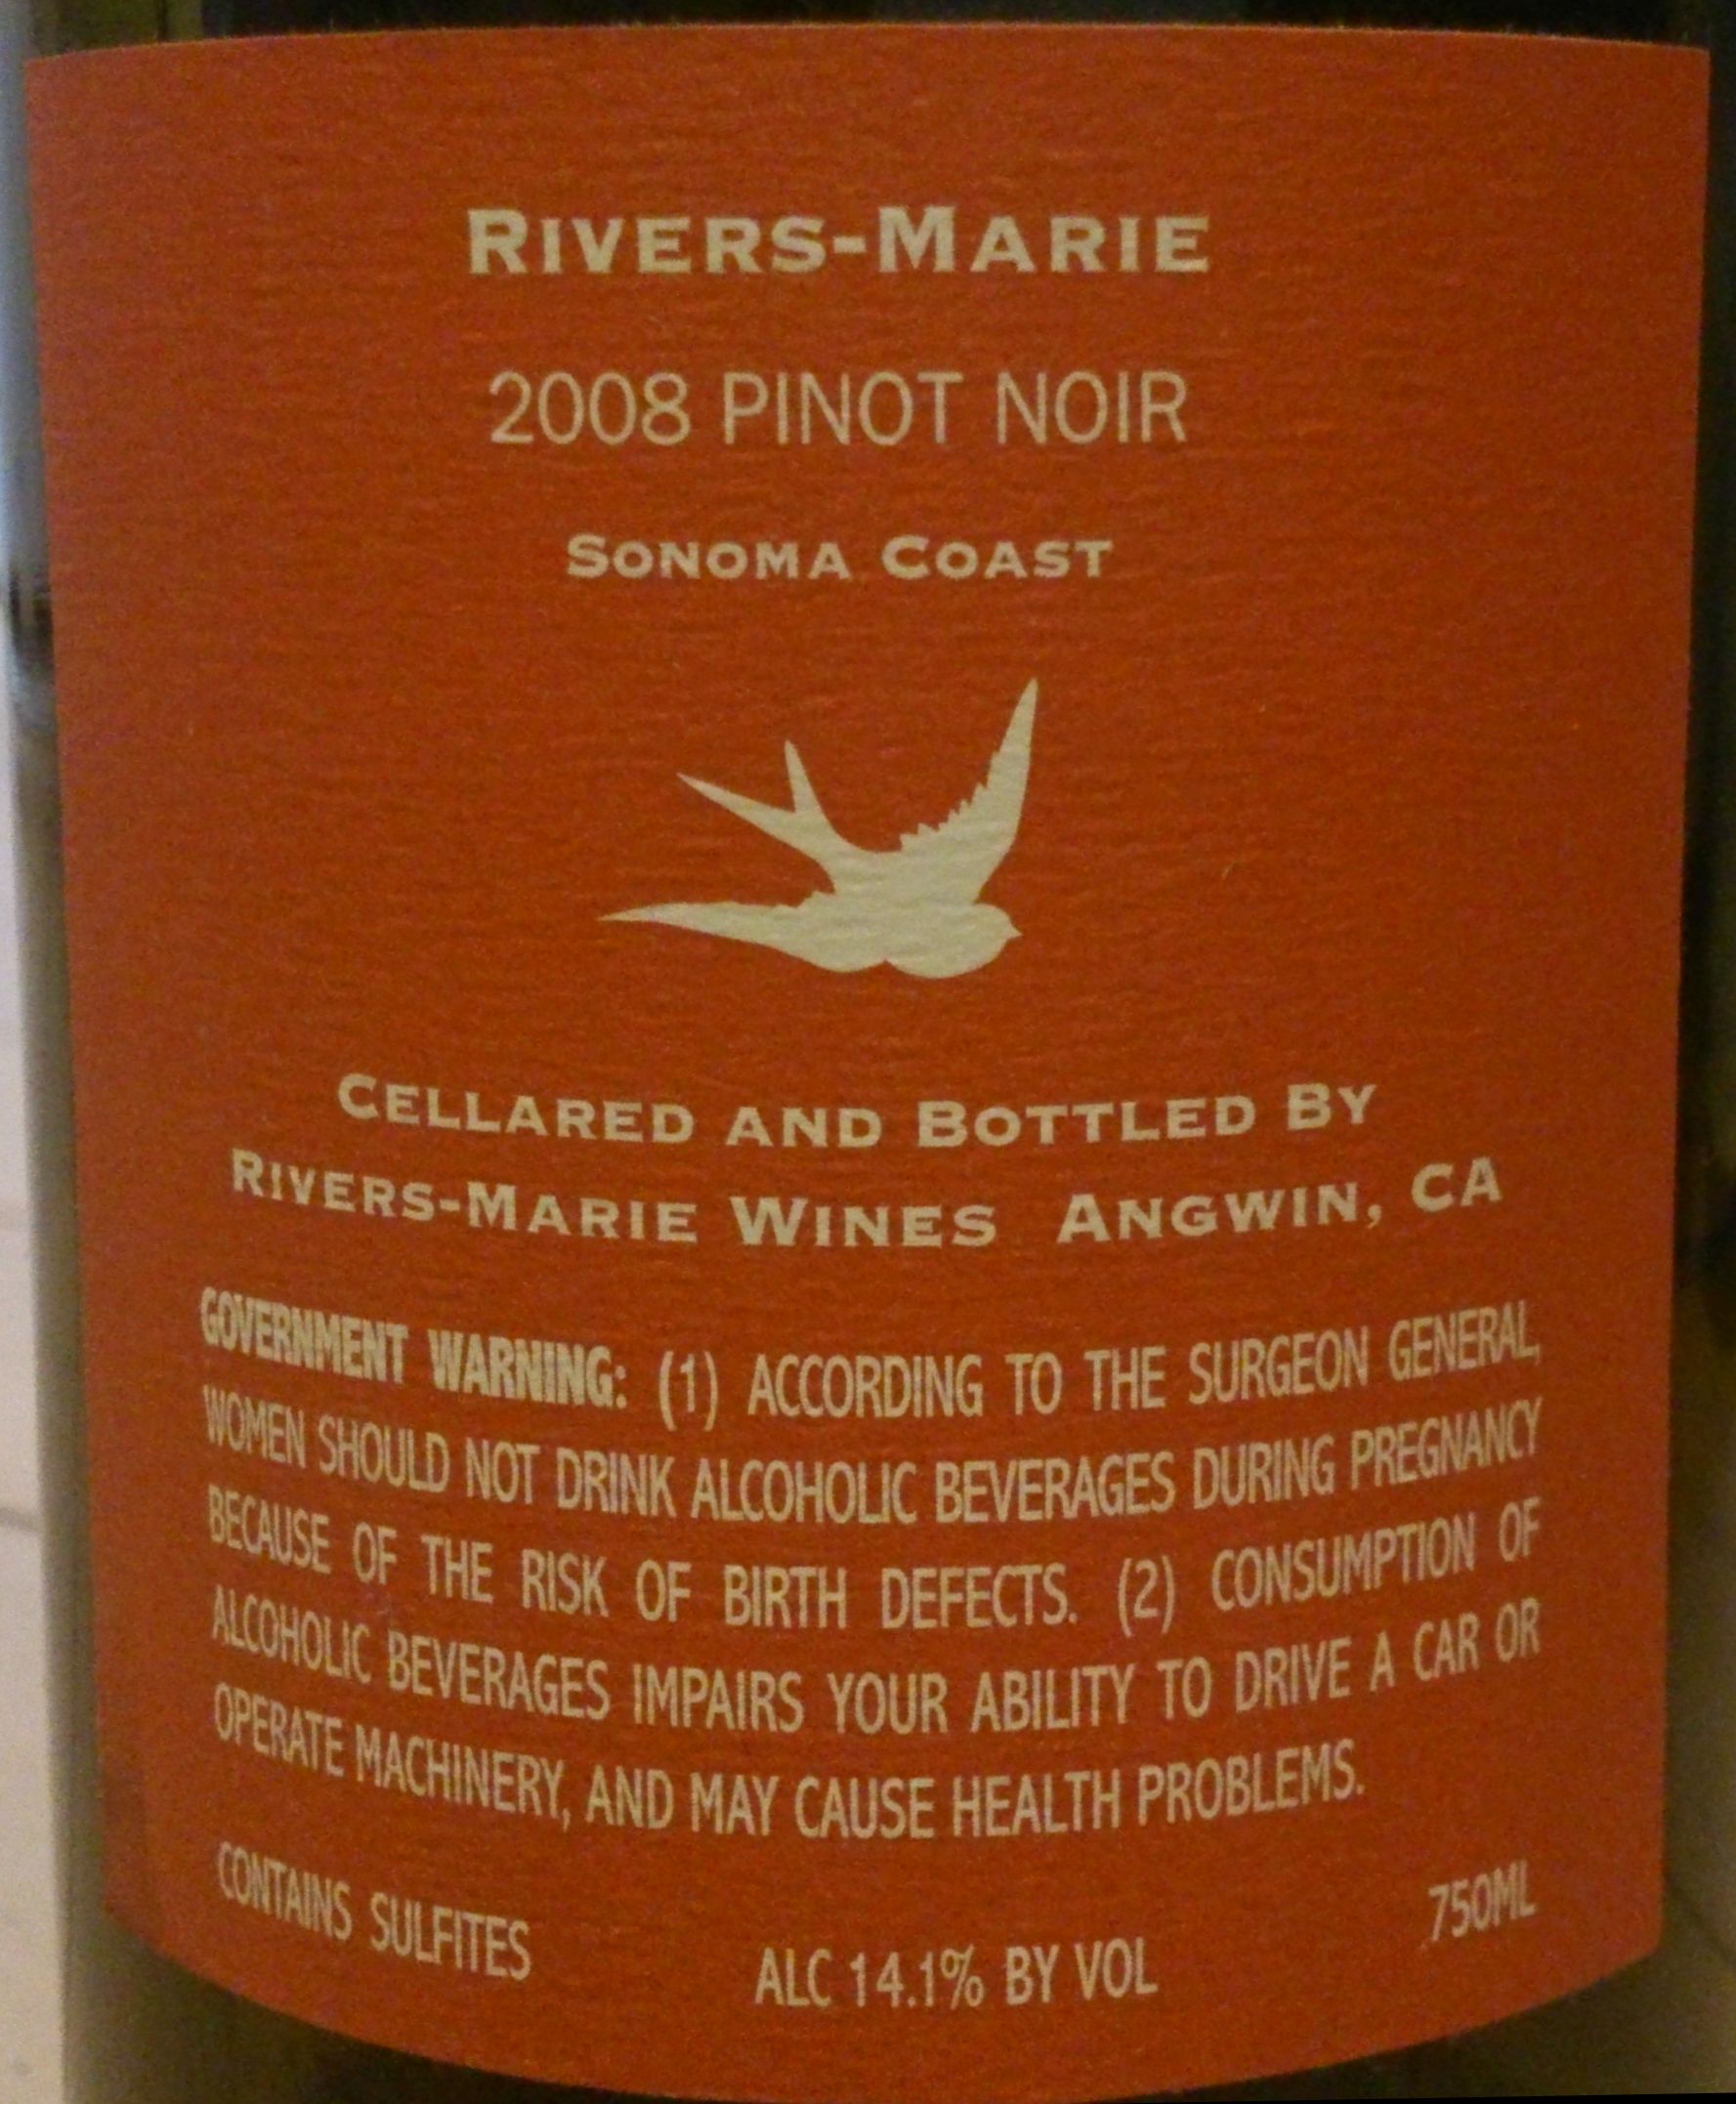 RIVERS-MARIE
2008 PINOT NOIR
SONOMA COAST
CELLARED AND BOTTLED BY
RIVERS-MARIE WINES ANGWIN, CA
GOVERNMENT WARNING: (1) ACCORDING TO THE SURGEON GENERAL,
WOMEN SHOULD NOT DRINK ALCOHOLIC BEVERAGES DURING PREGNANCY
BECAUSE OF THE RISK OF BIRTH DEFECTS. (2) CONSUMPTION OF
ALCOHOLIC BEVERAGES IMPAIRS YOUR ABILITY TO DRIVE A CAR OR
OPERATE MACHINERY, AND MAY CAUSE HEALTH PROBLEMS.
CONTAINS SULFITES ALC 14.1% BY VOL 750ML